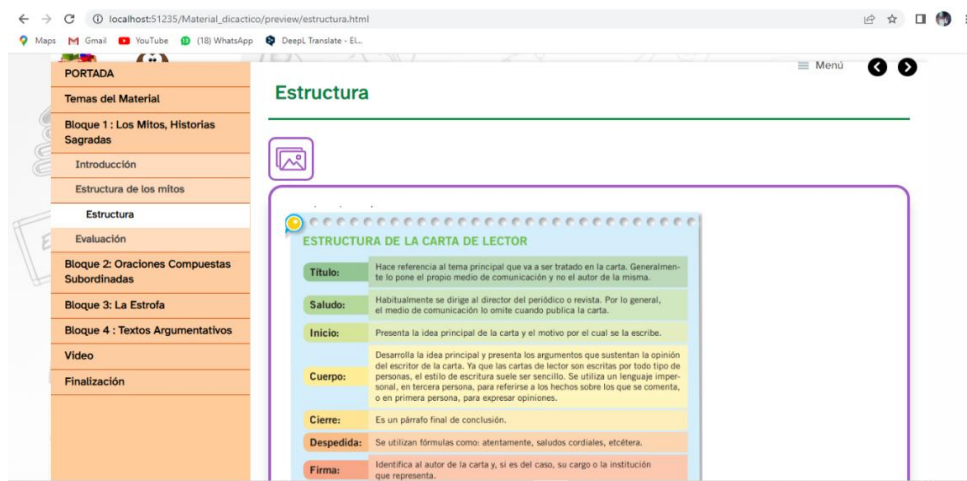 localhost:51235/Material_dicactico/preview/estructura.html
Maps
Gmail
YouTube
(18) WhatsApp
DeepL Translate - El...
PORTADA
Temas del Material
Bloque 1 : Los Mitos, Historias
Sagradas
Introducción
Estructura de los mitos
Estructura
Evaluación
Bloque 2: Oraciones Compuestas
Subordinadas
Bloque 3: La Estrofa
Bloque 4 : Textos Argumentativos
Video
Finalización
Menú
Estructura
ESTRUCTURA DE LA CARTA DE LECTOR
Título:
Hace referencia al tema principal que va a ser tratado en la carta. Generalmen-
te lo pone el propio medio de comunicación y no el autor de la misma.
Saludo:
Habitualmente se dirige al director del periódico o revista. Por lo general,
el medio de comunicación lo omite cuando publica la carta.
Inicio:
Presenta la idea principal de la carta y el motivo por el cual se la escribe.
Cuerpo:
Desarrolla la idea principal y presenta los argumentos que sustentan la opinión
del escritor de la carta. Ya que las cartas de lector son escritas por todo tipo de
personas, el estilo de escritura suele ser sencillo. Se utiliza un lenguaje imper-
sonal, en tercera persona, para referirse a los hechos sobre los que se comenta,
o en primera persona, para expresar opiniones.
Cierre:
Es un párrafo final de conclusión.
Despedida:
Se utilizan fórmulas como: atentamente, saludos cordiales, etcétera.
Firma:
Identifica al autor de la carta y, si es del caso, su cargo o la institución
que representa.